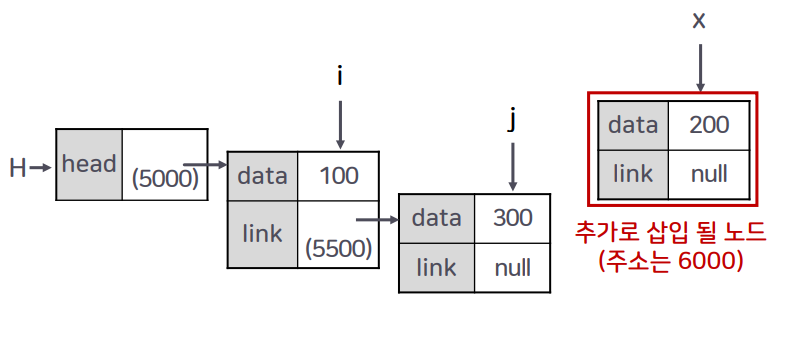 H
head
(5000)
i
data
100
link
(5500)
j
data
300
link
null
x
data
200
link
null
추가로 삽입 될 노드
(주소는 6000)